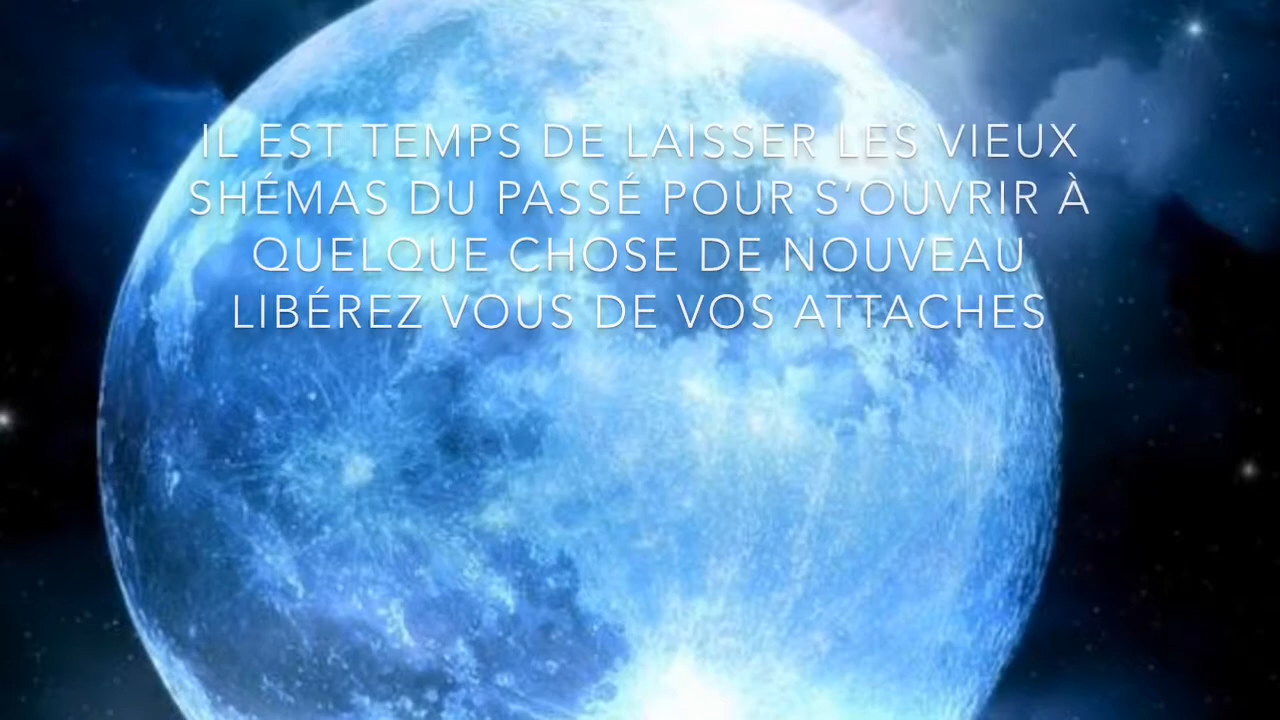 IL EST TEMPS DE LAISSER LES VIEUX
SHÉMAS DU PASSÉ POUR S’OUVRIR À
QUELQUE CHOSE DE NOUVEAU
LIBÉREZ VOUS DE VOS ATTACHES